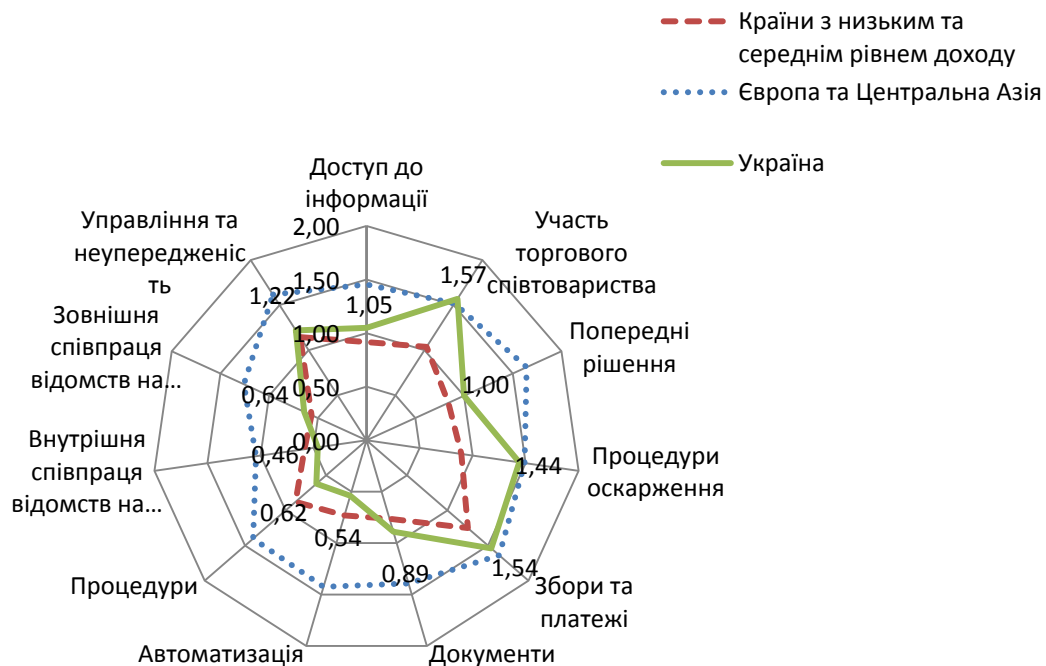 Країни з низьким та
середнім рівнем доходу
Європа та Центральна Азія
Україна
Доступ до
інформації
Участь
торгового
співтовариства
Попередні
рішення
Процедури
оскарження
Збори та
платежі
Документи
Автоматизація
Процедури
Внутрішня
співпраця
відомств на...
Зовнішня
співпраця
відомств на...
Управління та
неупередженіс
ть
2,00
1,50
1,00
0,50
0,00
1,05
1,57
1,00
1,44
1,54
0,89
0,54
0,62
0,46
0,64
1,22